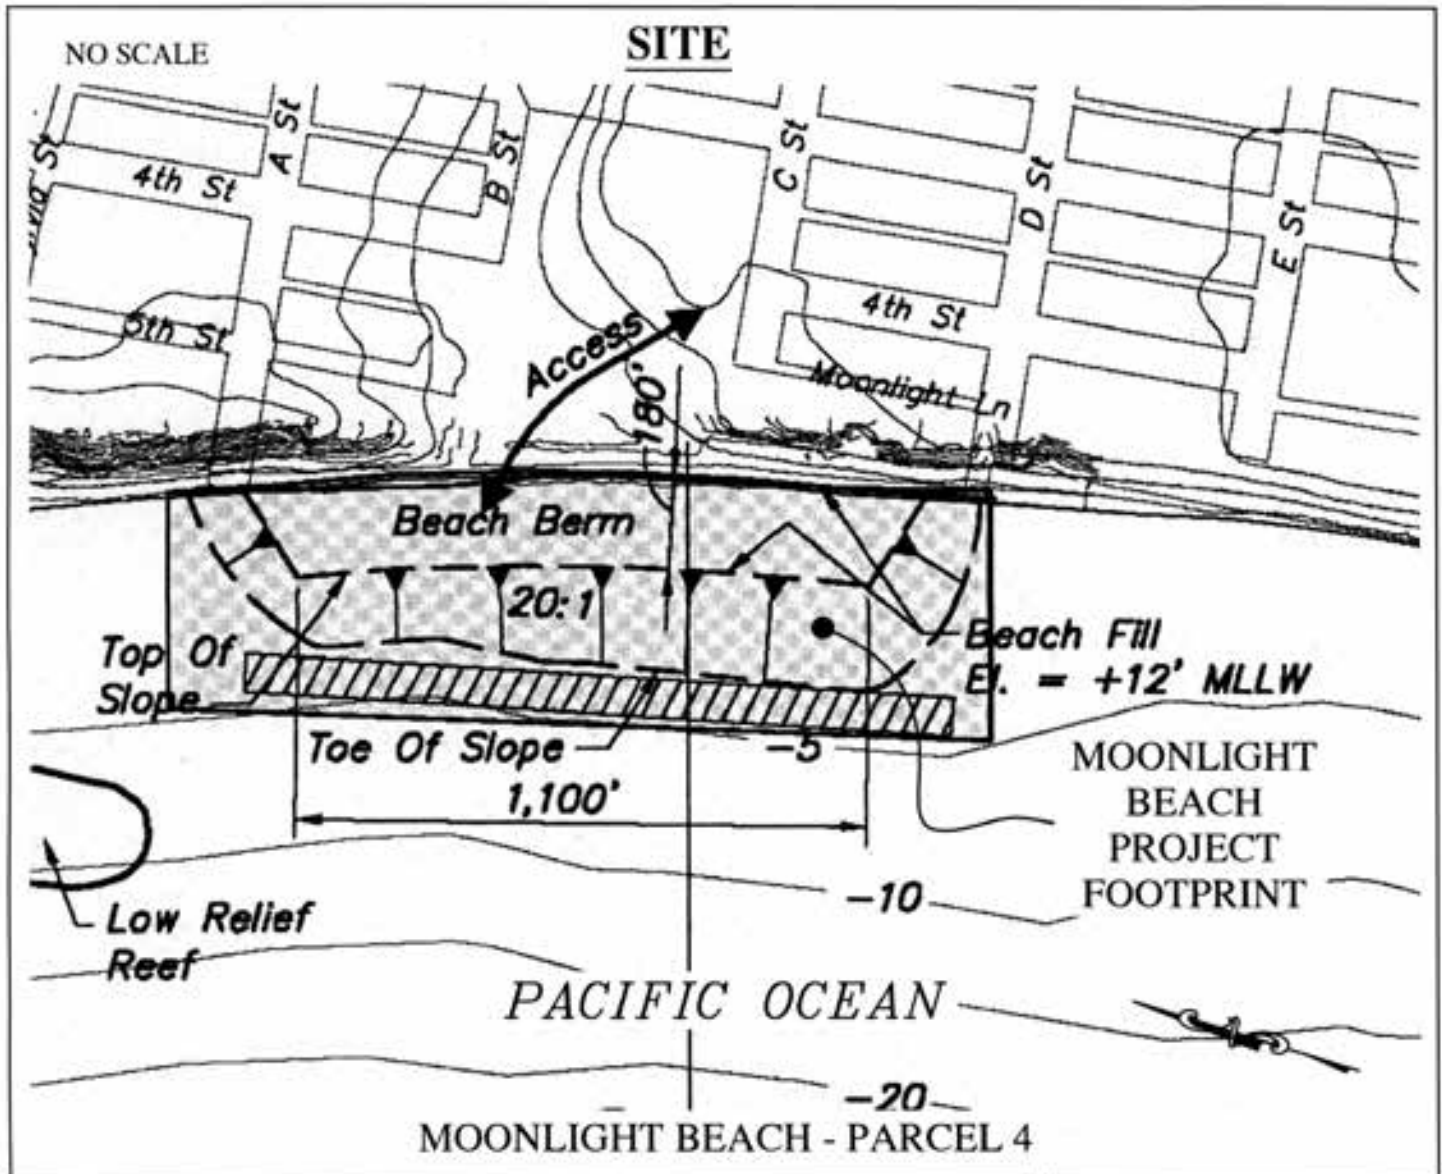 SITE
NO SCALE
A St
B St
C St
D St
E St
4th St
5th St
4th St
Moonlight Ln
Access
180'
Beach Berm
20:1
Top Of
Slope
Toe Of Slope
Beach Fill
El. = +12' MLLW
-5
1,100'
MOONLIGHT
BEACH
PROJECT
FOOTPRINT
-10
Low Relief
Reef
PACIFIC OCEAN
-20
MOONLIGHT BEACH - PARCEL 4